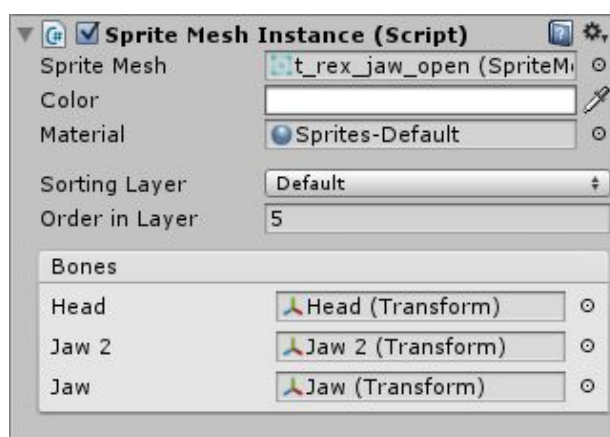 Sprite Mesh Instance (Script)
Sprite Mesh t_rex_jaw_open (SpriteM
Color
Material Sprites-Default
Sorting Layer Default
Order in Layer 5
Bones
Head Head (Transform)
Jaw 2 Jaw 2 (Transform)
Jaw Jaw (Transform)